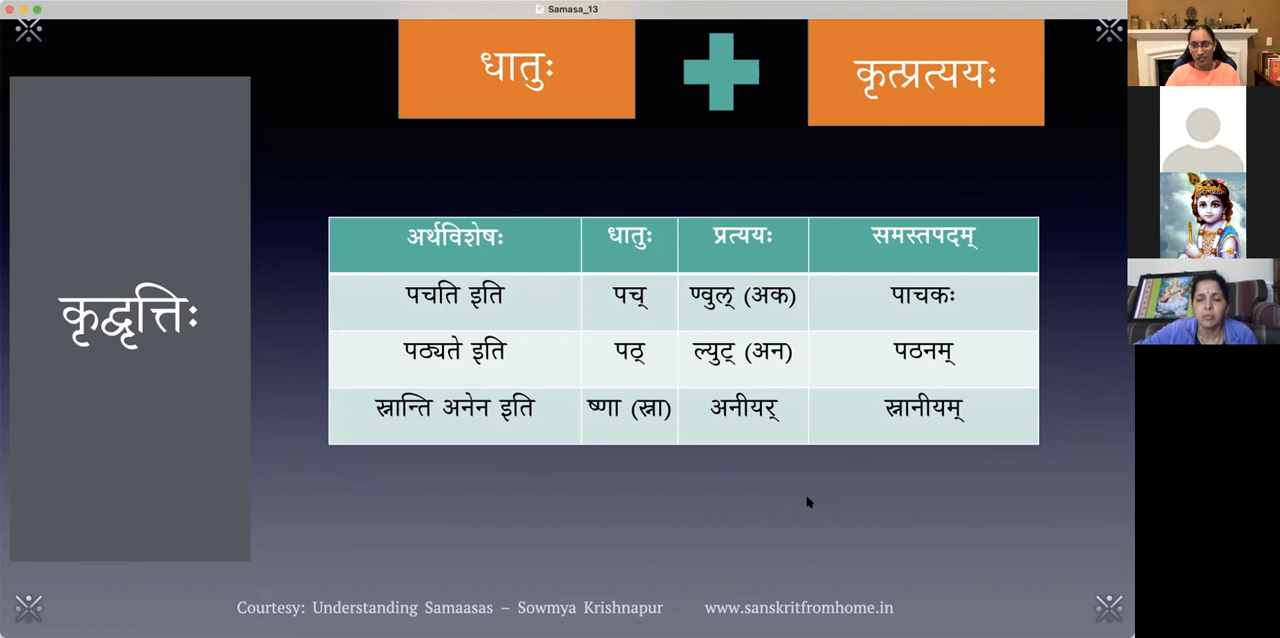 Samasa_13
धातुः
कृत्प्रत्ययः
कृद्वृत्तिः
अर्थविशेषः धातुः प्रत्ययः समस्तपदम्
पचति इति पच् ण्वुल् (अक) पाचकः
पठ्यते इति पठ् ल्युट् (अन) पठनम्
स्नान्ति अनेन इति ष्णा (स्ना) अनीयर् स्नानीयम्
Courtesy: Understanding Samaasas – Sowmya Krishnapur www.sanskritfromhome.in